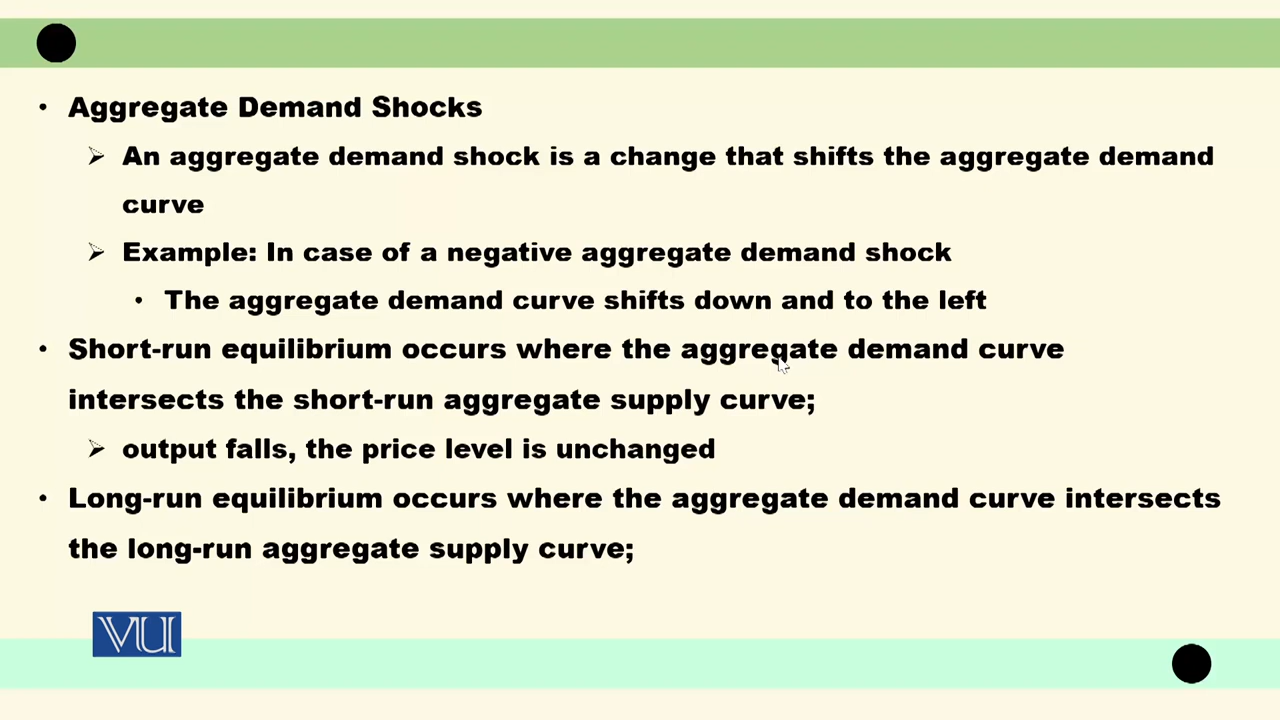 • Aggregate Demand Shocks
➢ An aggregate demand shock is a change that shifts the aggregate demand
curve
➢ Example: In case of a negative aggregate demand shock
• The aggregate demand curve shifts down and to the left
• Short-run equilibrium occurs where the aggregate demand curve
intersects the short-run aggregate supply curve;
➢ output falls, the price level is unchanged
• Long-run equilibrium occurs where the aggregate demand curve intersects
the long-run aggregate supply curve;
VU